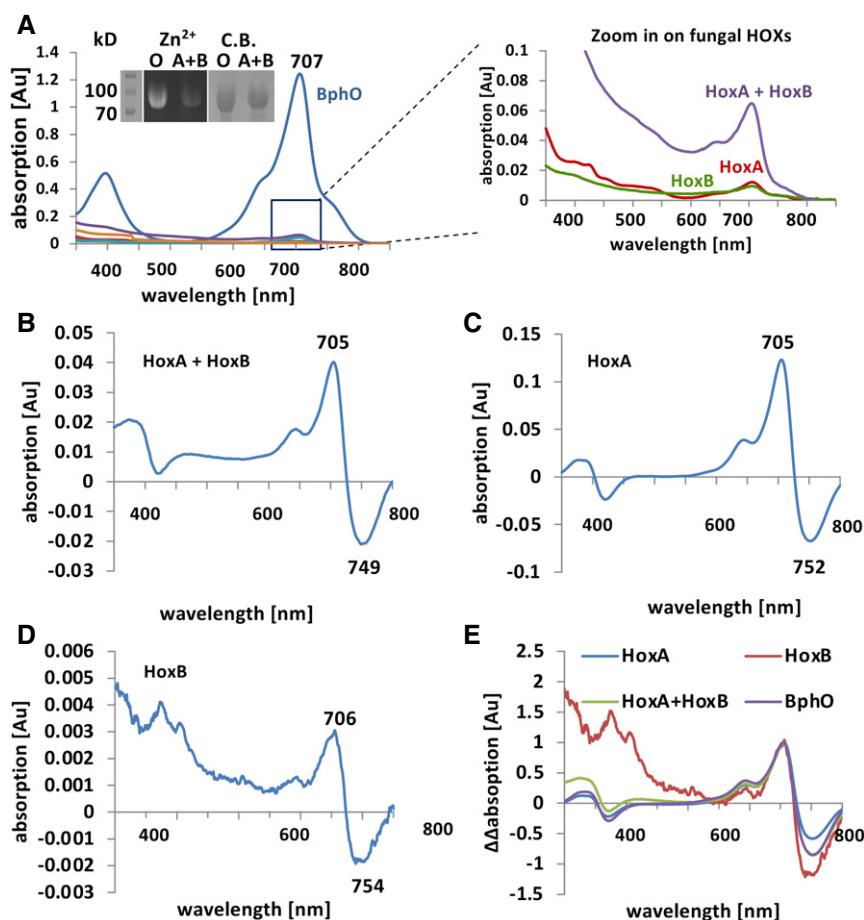 A
kD Zn2+ C.B.
O A+B O A+B
100
70
707
BphO
absorption [Au]
1.4
1.2
1
0.8
0.6
0.4
0.2
0
400 500 600 700 800
wavelength [nm]
Zoom in on fungal HOXs
absorption [Au]
0.1
0.08
0.06
0.04
0.02
0
HoxA + HoxB
HoxA
HoxB
400 500 600 700 800
wavelength [nm]
B
HoxA + HoxB
705
749
absorption [Au]
0.05
0.04
0.03
0.02
0.01
0
-0.01
-0.02
-0.03
400 600 800
wavelength [nm]
C
HoxA
705
752
absorption [Au]
0.15
0.1
0.05
0
-0.05
-0.1
400 600 800
wavelength [nm]
D
HoxB
706
754
absorption [Au]
0.006
0.005
0.004
0.003
0.002
0.001
0
-0.001
-0.002
-0.003
400 600 800
wavelength [nm]
E
HoxA HoxB
HoxA+HoxB BphO
ΔΔabsoption [Au]
2.5
2
1.5
1
0.5
0
-0.5
-1
-1.5
400 600 800
wavelength [nm]